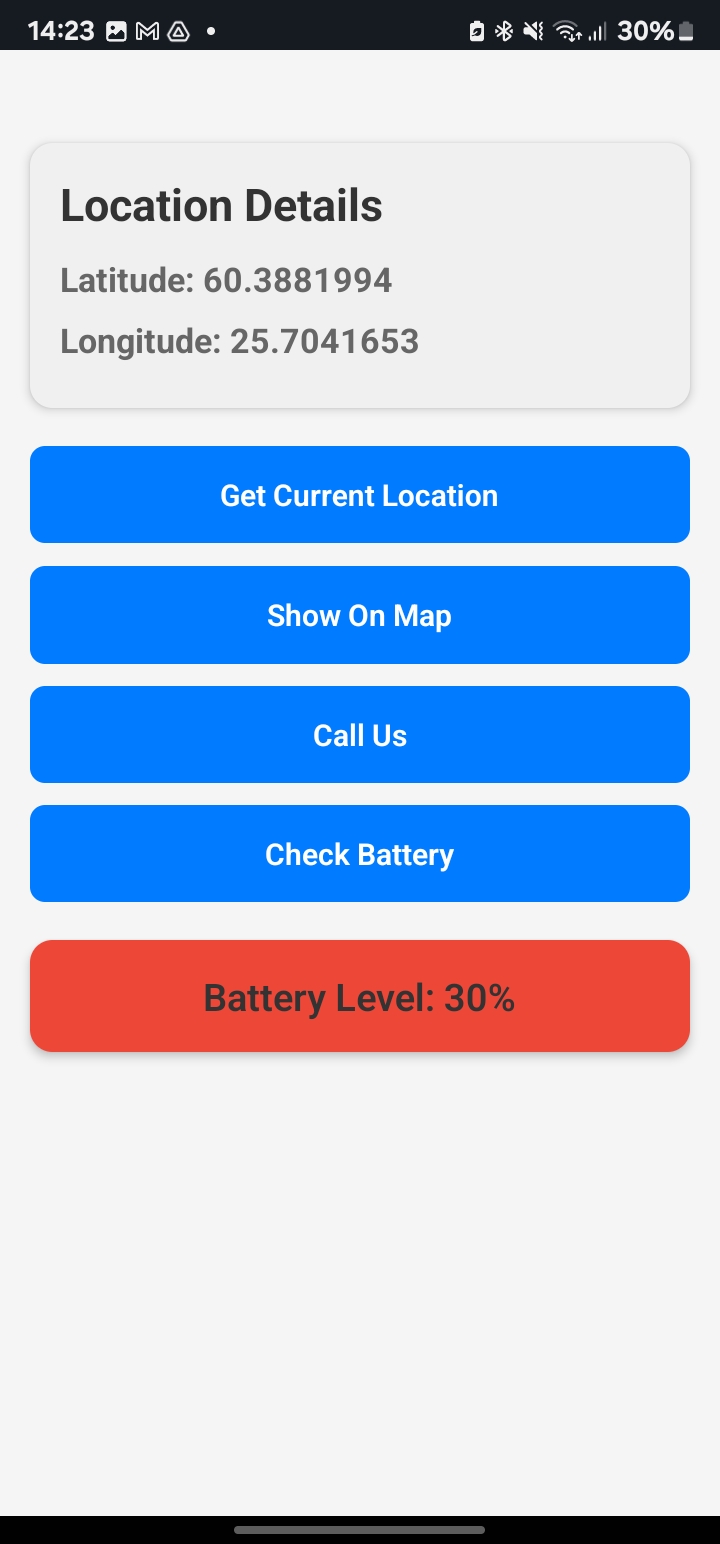 14:23
30%
Location Details
Latitude: 60.3881994
Longitude: 25.7041653
Get Current Location
Show On Map
Call Us
Check Battery
Battery Level: 30%